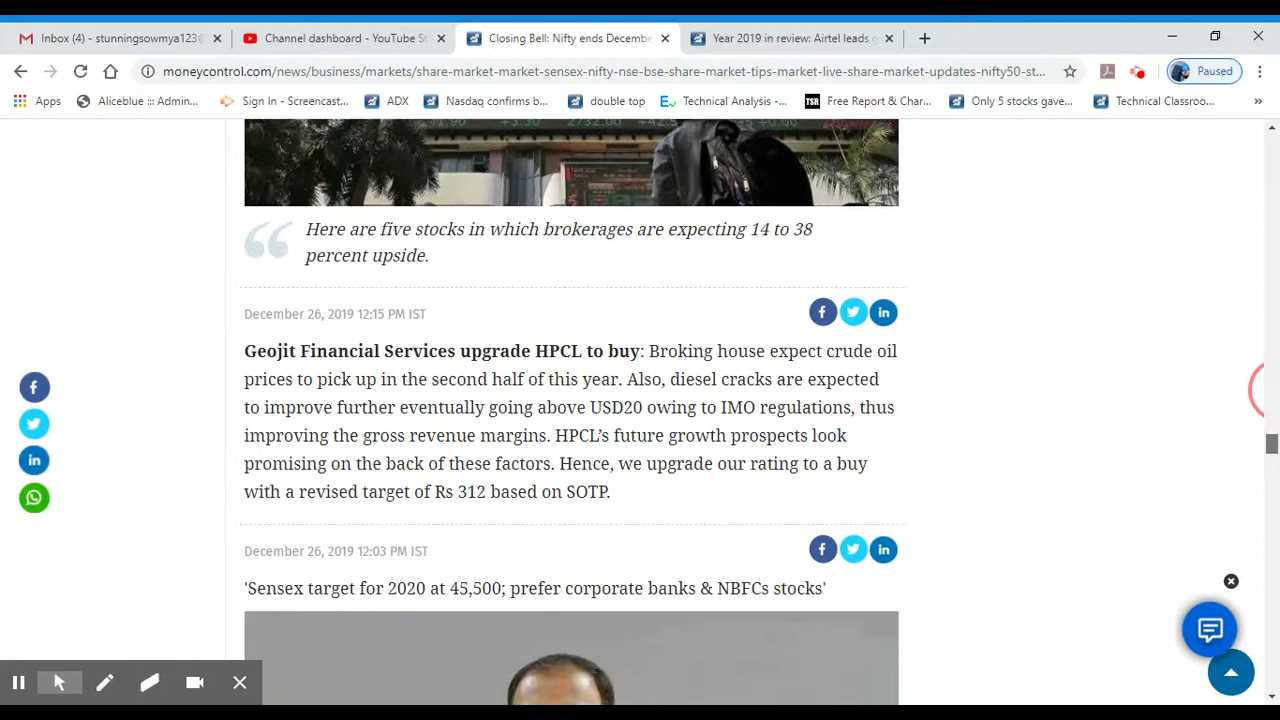 Inbox (4) - stunningsowmya123@
Channel dashboard - YouTube St
Closing Bell: Nifty ends Decembe
Year 2019 in review: Airtel leads g
moneycontrol.com/news/business/markets/share-market-market-sensex-nifty-nse-bse-share-market-tips-market-live-share-market-updates-nifty50-st...
Paused
Apps
Aliceblue ::: Admin...
Sign In - Screencast...
ADX
Nasdaq confirms b...
double top
Technical Analysis -...
TSR
Free Report & Char...
Only 5 stocks gave...
Technical Classroo...
»
Here are five stocks in which brokerages are expecting 14 to 38
percent upside.
December 26, 2019 12:15 PM IST
Geojit Financial Services upgrade HPCL to buy: Broking house expect crude oil
prices to pick up in the second half of this year. Also, diesel cracks are expected
to improve further eventually going above USD20 owing to IMO regulations, thus
improving the gross revenue margins. HPCL's future growth prospects look
promising on the back of these factors. Hence, we upgrade our rating to a buy
with a revised target of Rs 312 based on SOTP.
December 26, 2019 12:03 PM IST
'Sensex target for 2020 at 45,500; prefer corporate banks & NBFCs stocks'